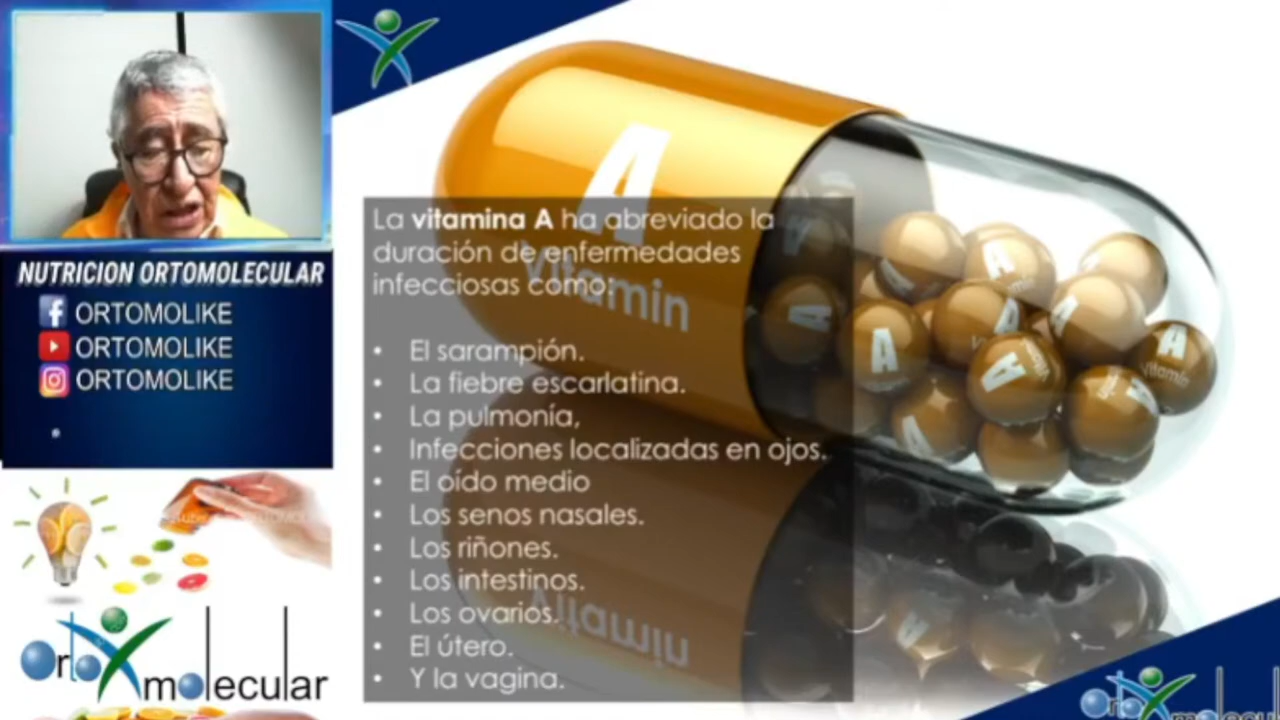 NUTRICION ORTOMOLECULAR
ORTOMOLIKE
ORTOMOLIKE
ORTOMOLIKE
Ortomolecular
A
Vitamin
La vitamina A ha abreviado la
duración de enfermedades
infecciosas como:
• El sarampión.
• La fiebre escarlatina.
• La pulmonía,
• Infecciones localizadas en ojos.
• El oído medio
• Los senos nasales.
• Los riñones.
• Los intestinos.
• Los ovarios.
• El útero.
• Y la vagina.